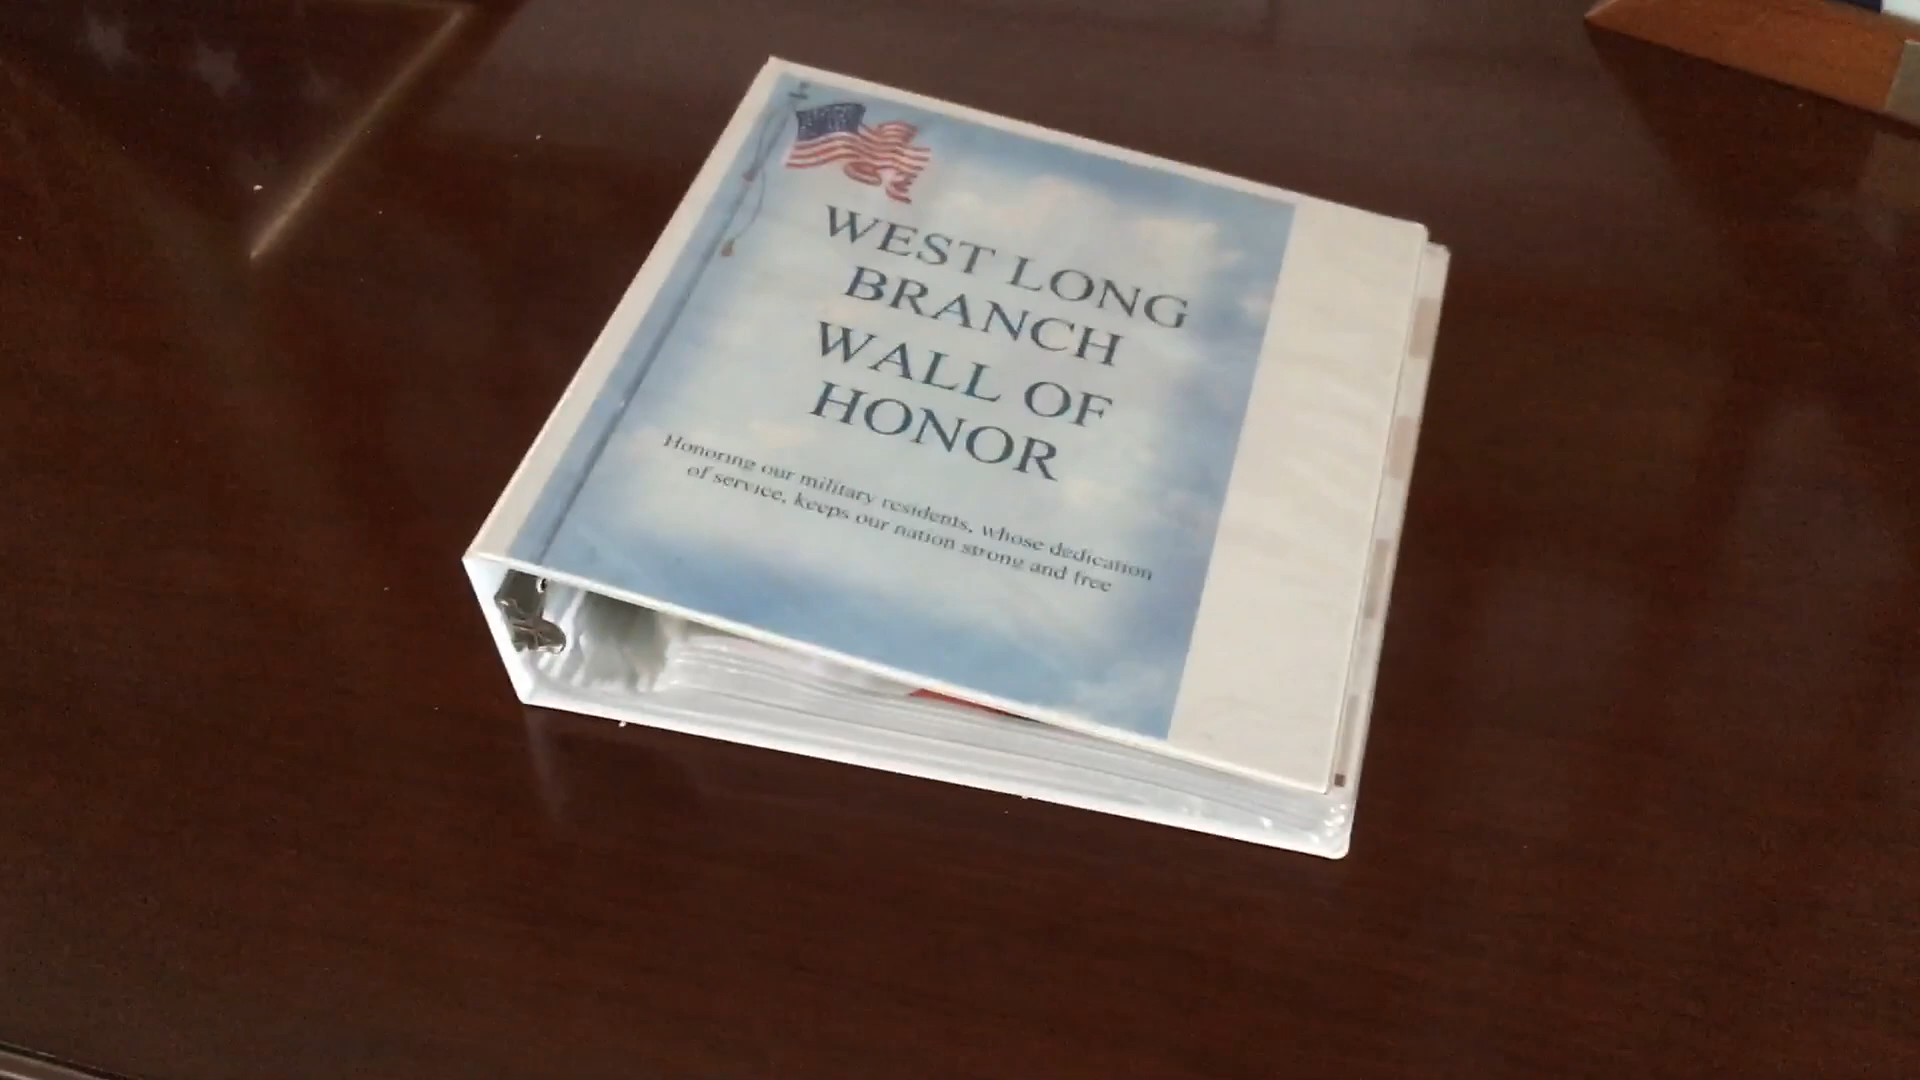 WEST LONG
BRANCH
WALL OF
HONOR
Honoring our military residents, whose dedication
of service, keeps our nation strong and free